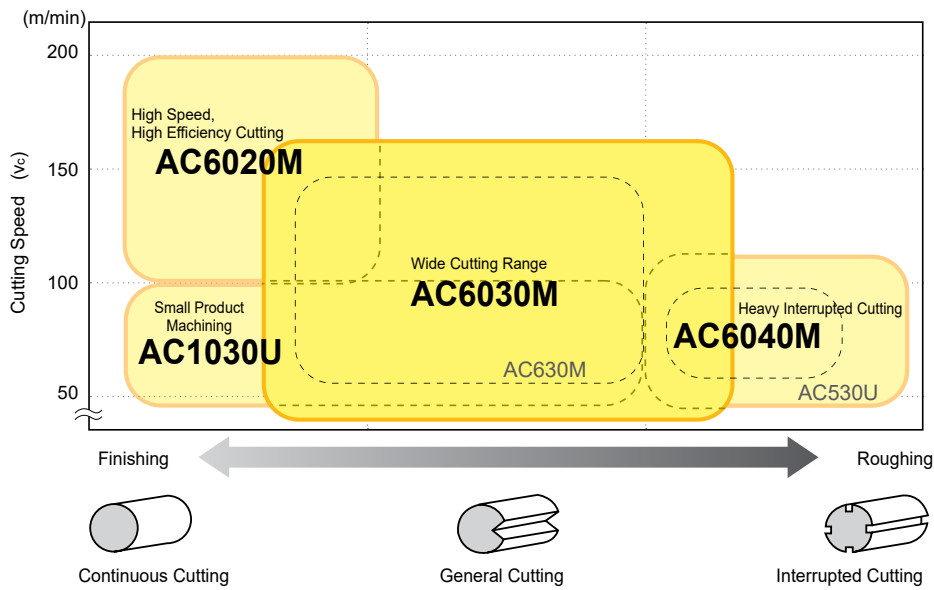 (m/min)
200
150
100
50
Cutting Speed (vc)
High Speed,
High Efficiency Cutting
AC6020M
Wide Cutting Range
AC6030M
Small Product
Machining
AC1030U
Heavy Interrupted Cutting
AC6040M
AC630M
AC530U
Finishing
Roughing
Continuous Cutting
General Cutting
Interrupted Cutting